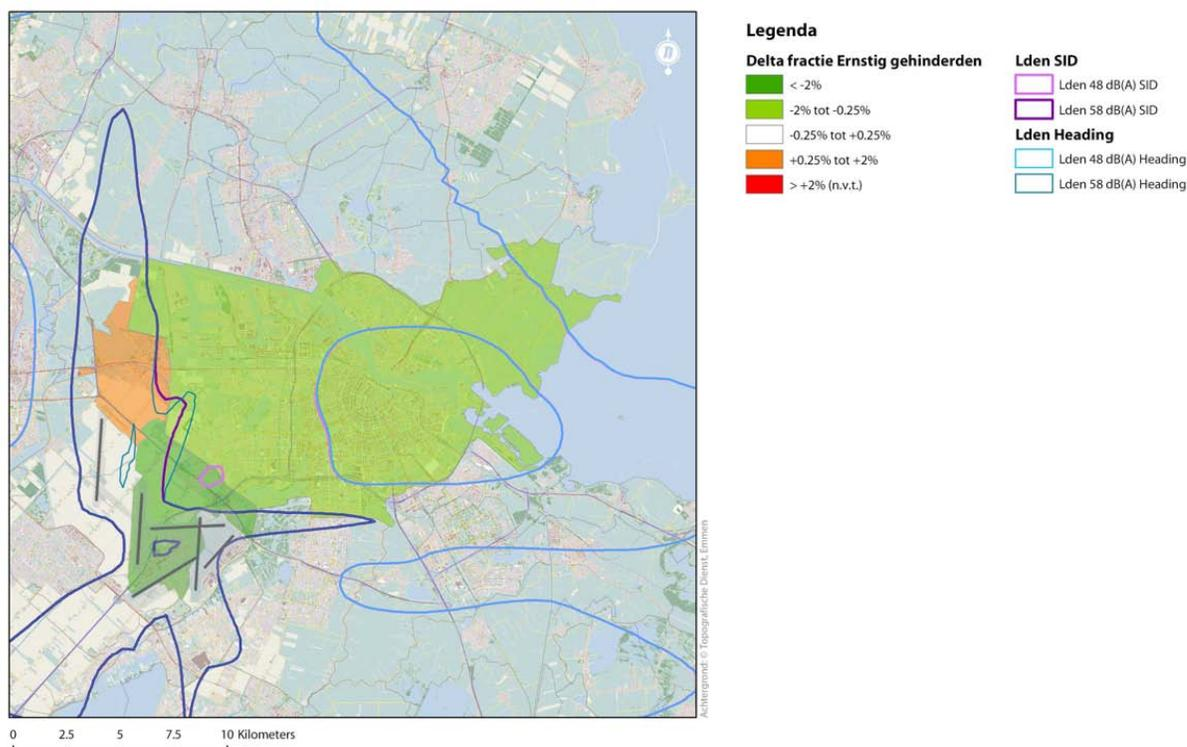 Legenda
Delta fractie Ernstig gehinderden
< -2%
-2% tot -0.25%
-0.25% tot +0.25%
+0.25% tot +2%
> +2% (n.v.t.)
Lden SID
Lden 48 dB(A) SID
Lden 58 dB(A) SID
Lden Heading
Lden 48 dB(A) Heading
Lden 58 dB(A) Heading
Achtergrond: © Topografische Dienst, Emmen
0 2.5 5 7.5 10 Kilometers